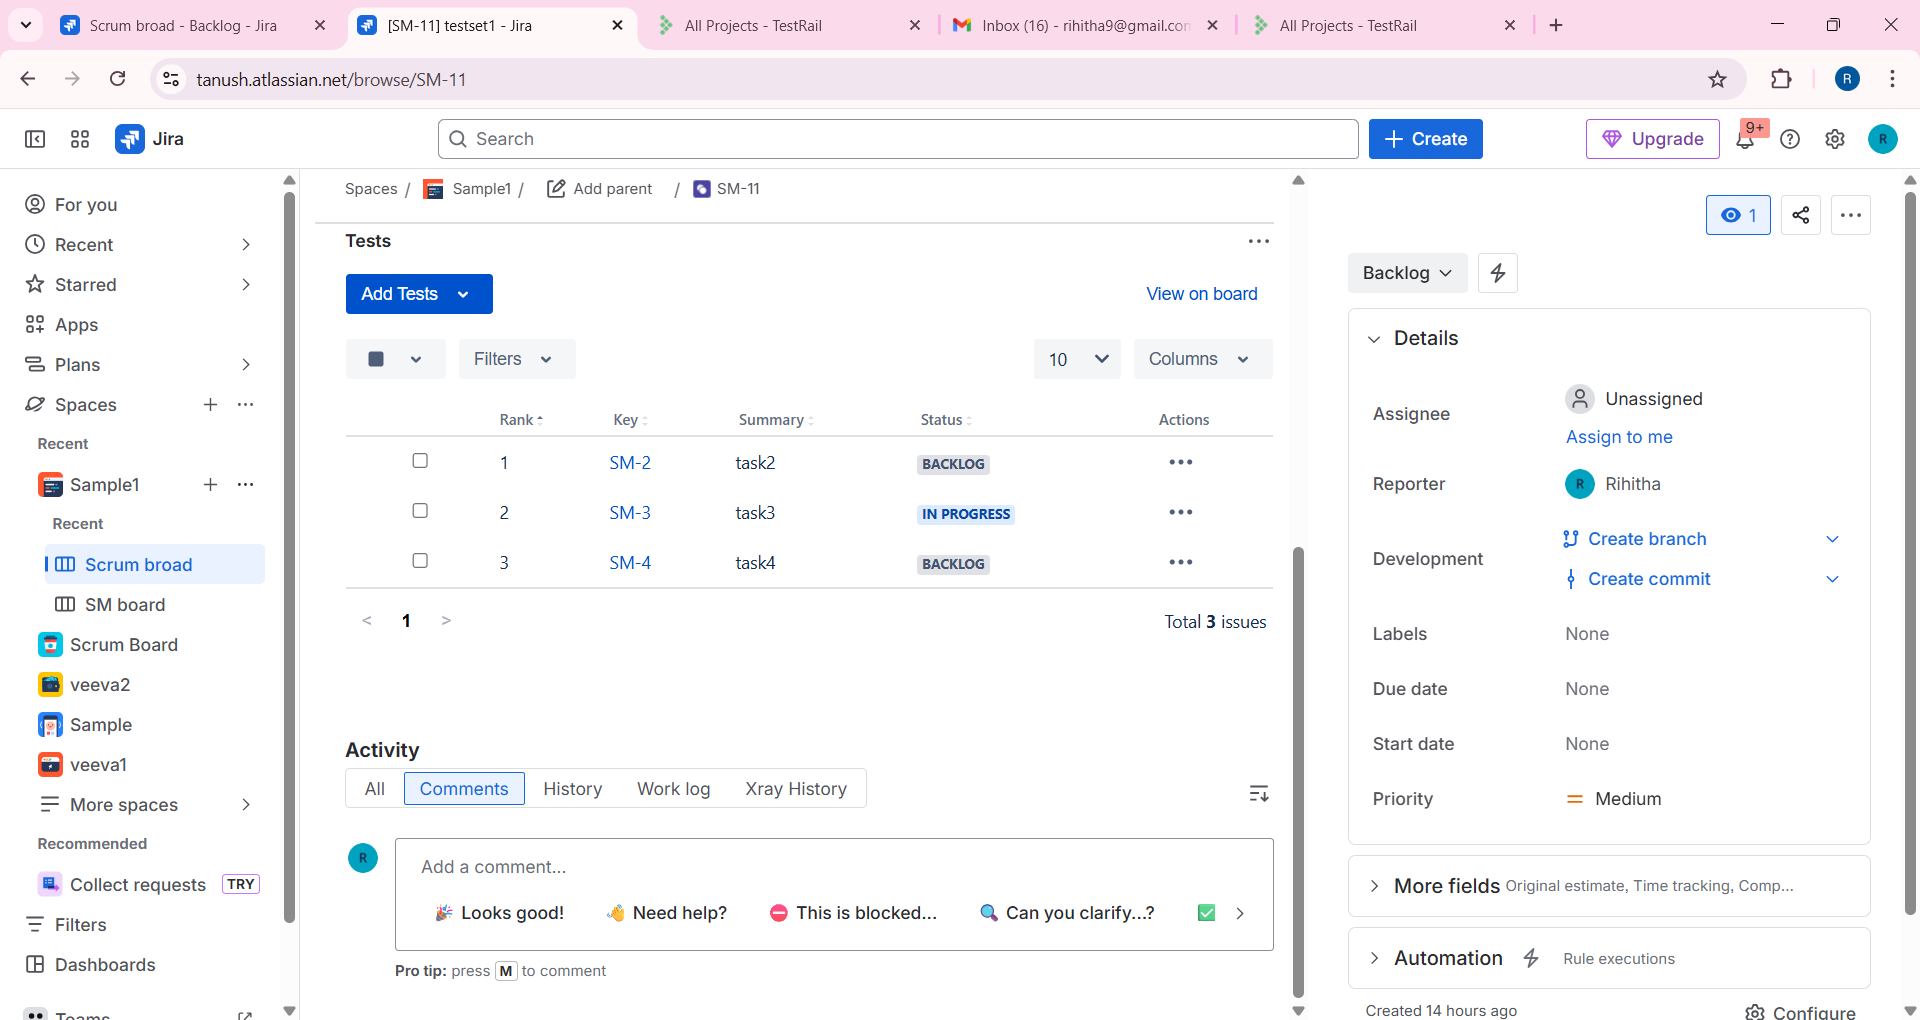 Scrum broad - Backlog - Jira
[SM-11] testset1 - Jira
All Projects - TestRail
Inbox (16) - rihitha9@gmail.con
All Projects - TestRail
tanush.atlassian.net/browse/SM-11
R
Jira
Search
Create
Upgrade
9+
R
For you
Recent
Starred
Apps
Plans
Spaces
Recent
Sample1
Recent
Scrum broad
SM board
Scrum Board
veeva2
Sample
veeva1
More spaces
Recommended
Collect requests TRY
Filters
Dashboards
Teams
Spaces / Sample1 / Add parent / SM-11
Tests
Add Tests
View on board
Filters
10
Columns
Rank Key Summary Status Actions
1 SM-2 task2 BACKLOG
2 SM-3 task3 IN PROGRESS
3 SM-4 task4 BACKLOG
< 1 >
Total 3 issues
Activity
All Comments History Work log Xray History
R
Add a comment...
Looks good! Need help? This is blocked... Can you clarify...?
Pro tip: press M to comment
1
Backlog
Details
Assignee
Unassigned
Assign to me
Reporter
R
Rihitha
Development
Create branch
Create commit
Labels
None
Due date
None
Start date
None
Priority
Medium
More fields Original estimate, Time tracking, Comp...
Automation Rule executions
Created 14 hours ago
Configure